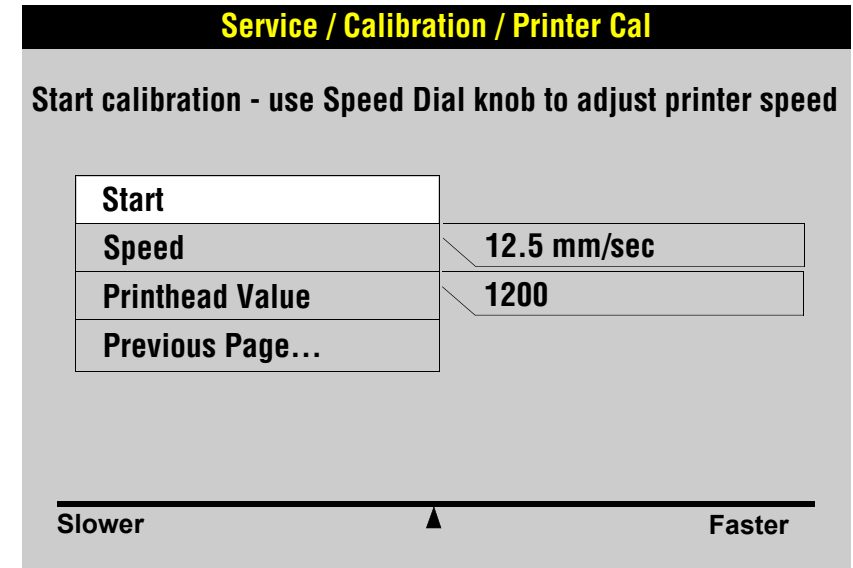 Service / Calibration / Printer Cal
Start calibration - use Speed Dial knob to adjust printer speed
Start
Speed 12.5 mm/sec
Printhead Value 1200
Previous Page...
Slower Faster